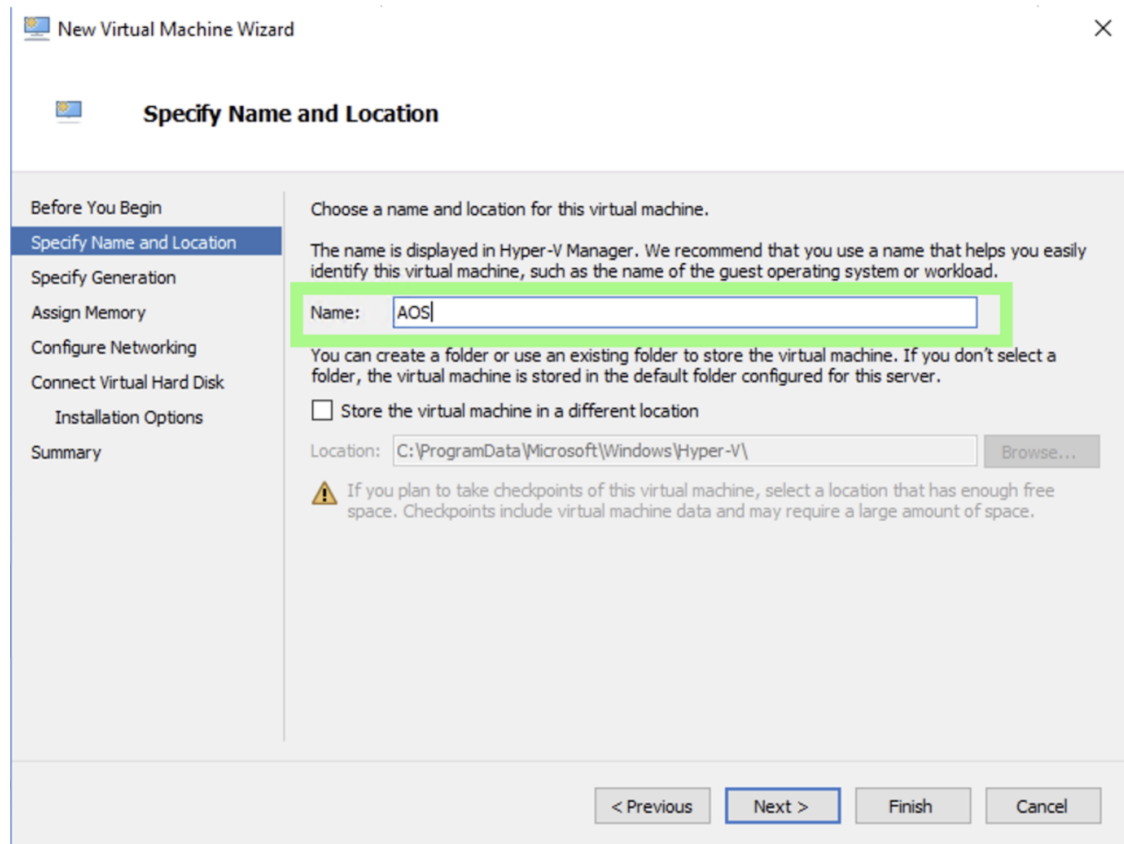 New Virtual Machine Wizard
Specify Name and Location
Before You Begin
Specify Name and Location
Specify Generation
Assign Memory
Configure Networking
Connect Virtual Hard Disk
Installation Options
Summary
Choose a name and location for this virtual machine.
The name is displayed in Hyper-V Manager. We recommend that you use a name that helps you easily
identify this virtual machine, such as the name of the guest operating system or workload.
Name: AOS
You can create a folder or use an existing folder to store the virtual machine. If you don't select a
folder, the virtual machine is stored in the default folder configured for this server.
Store the virtual machine in a different location
Location: C:\ProgramData\Microsoft\Windows\Hyper-V\ Browse...
If you plan to take checkpoints of this virtual machine, select a location that has enough free
space. Checkpoints include virtual machine data and may require a large amount of space.
< Previous Next > Finish Cancel